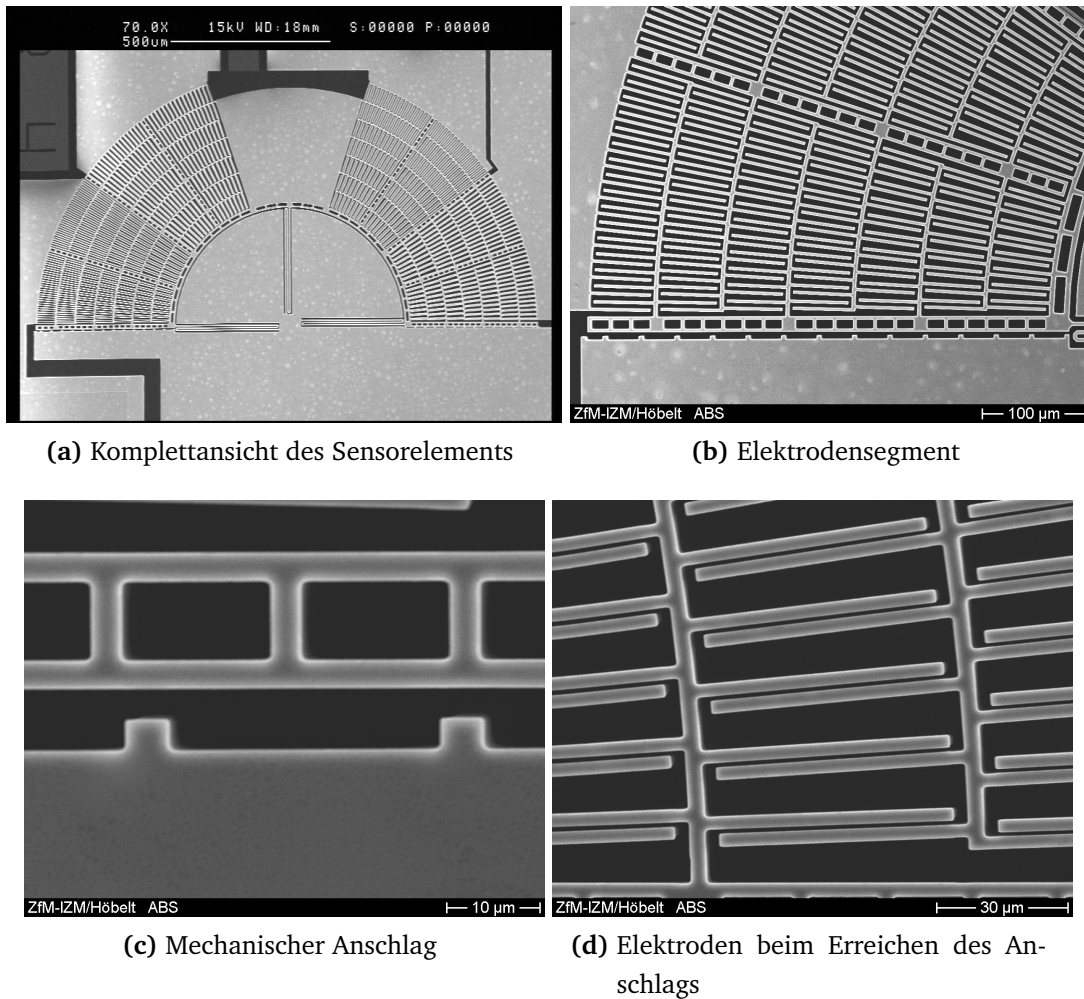 70.0X 15kV WD:18mm S:00000 P:00000
500um
ZfM-IZM/Höbelt ABS
100 µm
(a) Komplettansicht des Sensorelements
(b) Elektrodensegment
ZfM-IZM/Höbelt ABS
10 µm
ZfM-IZM/Höbelt ABS
30 µm
(c) Mechanischer Anschlag
(d) Elektroden beim Erreichen des An-
schlags